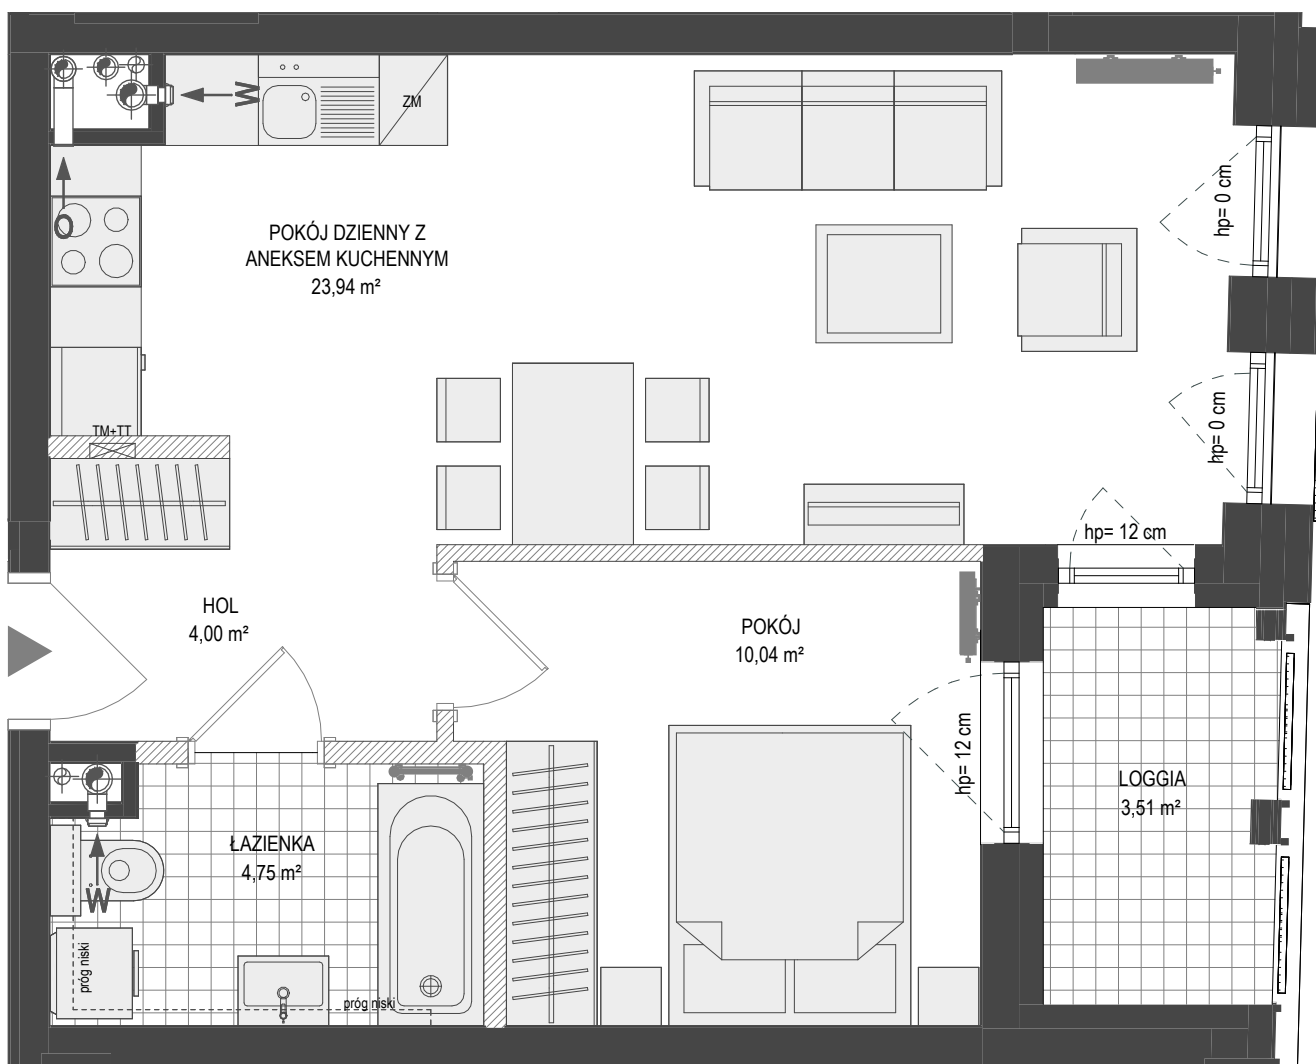 W
ZM
POKÓJ DZIENNY Z
ANEKSEM KUCHENNYM
23,94 m²
hp= 0 cm
hp= 0 cm
TM+TT
hp= 12 cm
HOL
4,00 m²
POKÓJ
10,04 m²
hp= 12 cm
LOGGIA
3,51 m²
ŁAZIENKA
4,75 m²
W
próg niski
próg niski